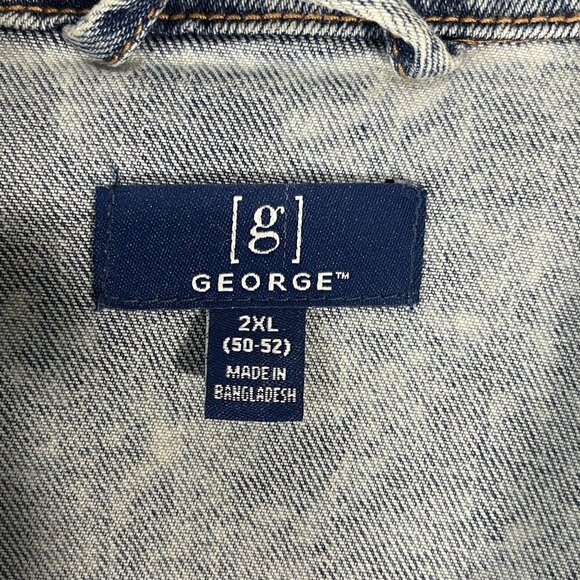 [g]
GEORGE™
2XL
(50-52)
MADE IN
BANGLADESH